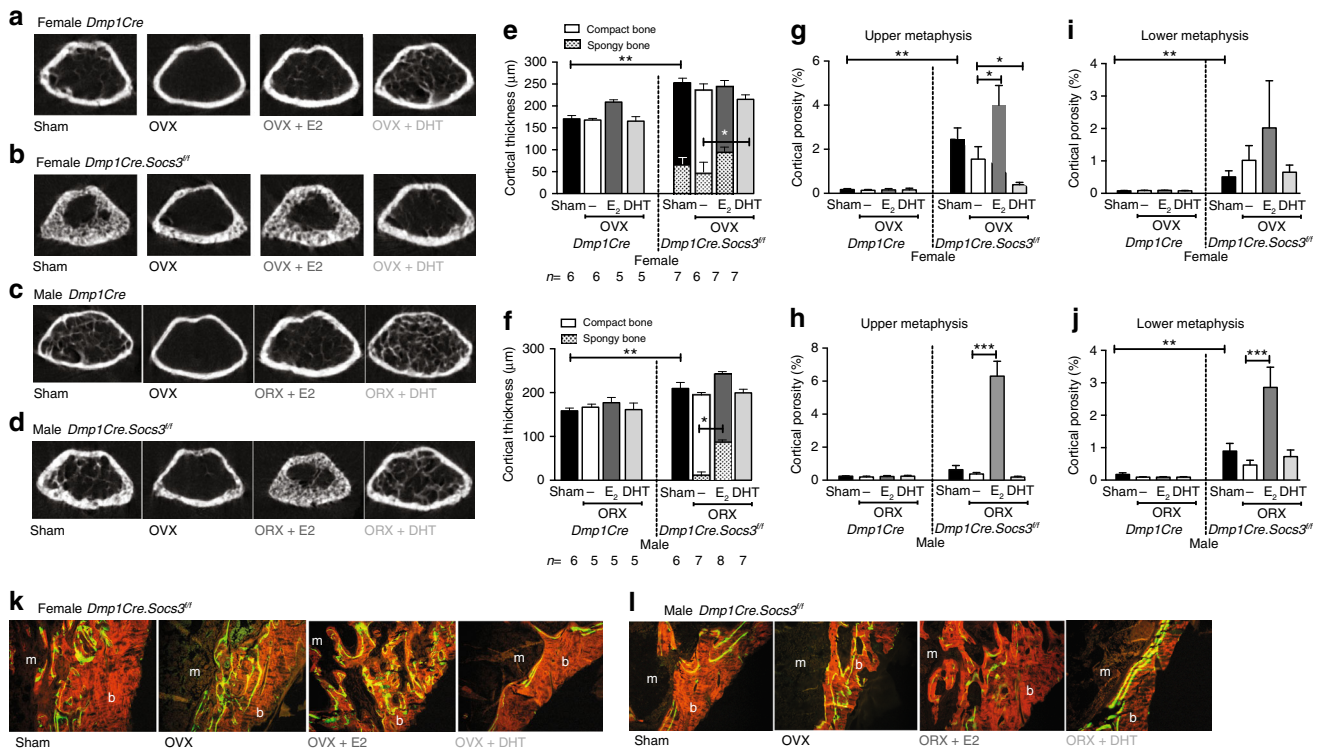 a Female Dmp1Cre
Sham OVX OVX + E2 OVX + DHT
b Female Dmp1Cre.Socs3f/f
Sham OVX OVX + E2 OVX + DHT
c Male Dmp1Cre
Sham OVX ORX + E2 ORX + DHT
d Male Dmp1Cre.Socs3f/f
Sham OVX ORX + E2 ORX + DHT
e
Compact bone
Spongy bone
Cortical thickness (μm)
300
250
200
150
100
50
0
**
*
Sham – E2 DHT Sham – E2 DHT
OVX OVX
Dmp1Cre Dmp1Cre.Socs3f/f
Female
n= 6 6 5 5 7 6 7 7
f
Compact bone
Spongy bone
Cortical thickness (μm)
300
200
100
0
**
*
Sham – E2 DHT Sham – E2 DHT
ORX ORX
Dmp1Cre Dmp1Cre.Socs3f/f
Male
n= 6 5 5 5 6 7 8 7
g Upper metaphysis
Cortical porosity (%)
6
4
2
0
**
*
*
Sham – E2 DHT Sham – E2 DHT
OVX OVX
Dmp1Cre Dmp1Cre.Socs3f/f
Female
h Upper metaphysis
Cortical porosity (%)
8
6
4
2
0
***
Sham – E2 DHT Sham – E2 DHT
ORX ORX
Dmp1Cre Dmp1Cre.Socs3f/f
Male
i Lower metaphysis
Cortical porosity (%)
4
3
2
1
0
**
Sham – E2 DHT Sham – E2 DHT
OVX OVX
Dmp1Cre Dmp1Cre.Socs3f/f
Female
j Lower metaphysis
Cortical porosity (%)
4
3
2
1
0
**
***
Sham – E2 DHT Sham – E2 DHT
ORX ORX
Dmp1Cre Dmp1Cre.Socs3f/f
Male
k Female Dmp1Cre.Socs3f/f
m b m b m b m b
Sham OVX OVX + E2 OVX + DHT
l Male Dmp1Cre.Socs3f/f
m b m b m b m b
Sham OVX ORX + E2 ORX + DHT